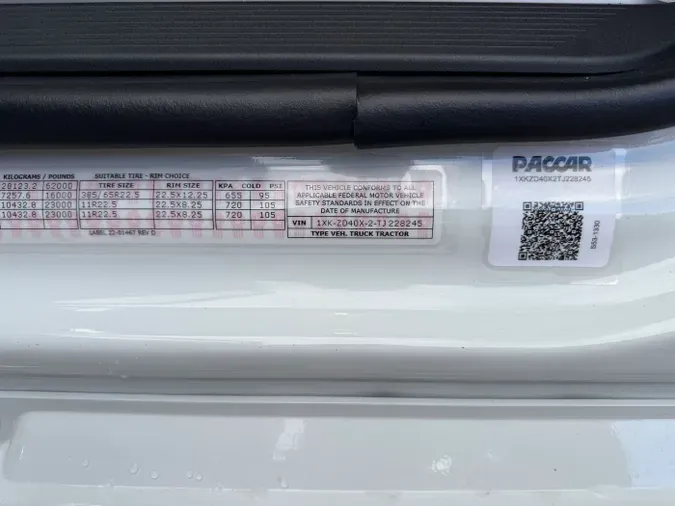 KILOGRAMS / POUNDS SUITABLE TIRE - RIM CHOICE
28123.2 62000 TIRE SIZE RIM SIZE KPA COLD PSI
7257.6 16000 385/65R22.5 22.5X12.25 655 95
10432.8 23000 11R22.5 22.5X8.25 720 105
10432.8 23000 11R22.5 22.5X8.25 720 105
LABEL 22-01467 REV D
THIS VEHICLE CONFORMS TO ALL
APPLICABLE FEDERAL MOTOR VEHICLE
SAFETY STANDARDS IN EFFECT ON THE
DATE OF MANUFACTURE
VIN 1XK-ZD40X-2-TJ228245
TYPE VEH. TRUCK TRACTOR
PACCAR
1XKZD40X2TJ228245
S53-1330